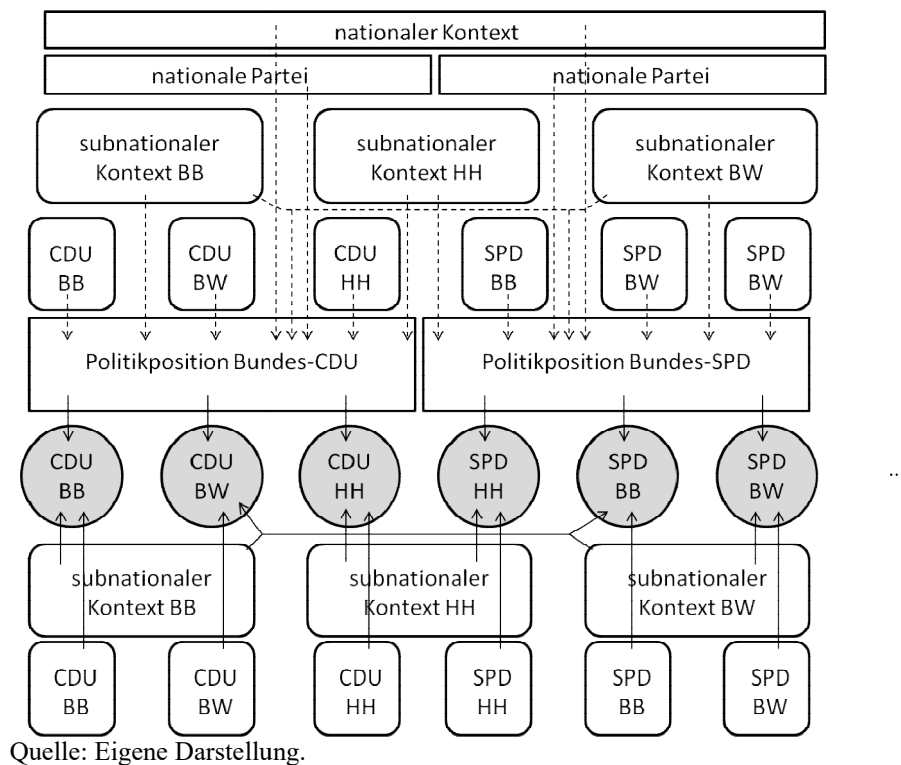 nationaler Kontext
nationale Partei
nationale Partei
subnationaler
Kontext BB
subnationaler
Kontext HH
subnationaler
Kontext BW
CDU
BB
CDU
BW
CDU
HH
SPD
BB
SPD
BW
SPD
BW
Politikposition Bundes-CDU
Politikposition Bundes-SPD
CDU
BB
CDU
BW
CDU
HH
SPD
HH
SPD
BB
SPD
BW
..
subnationaler
Kontext BB
subnationaler
Kontext HH
subnationaler
Kontext BW
CDU
BB
CDU
BW
CDU
HH
SPD
HH
SPD
BB
SPD
BW
Quelle: Eigene Darstellung.